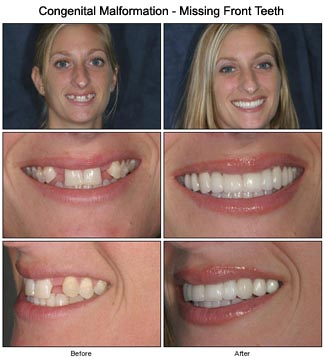 Congenital Malformation - Missing Front Teeth
Before
After